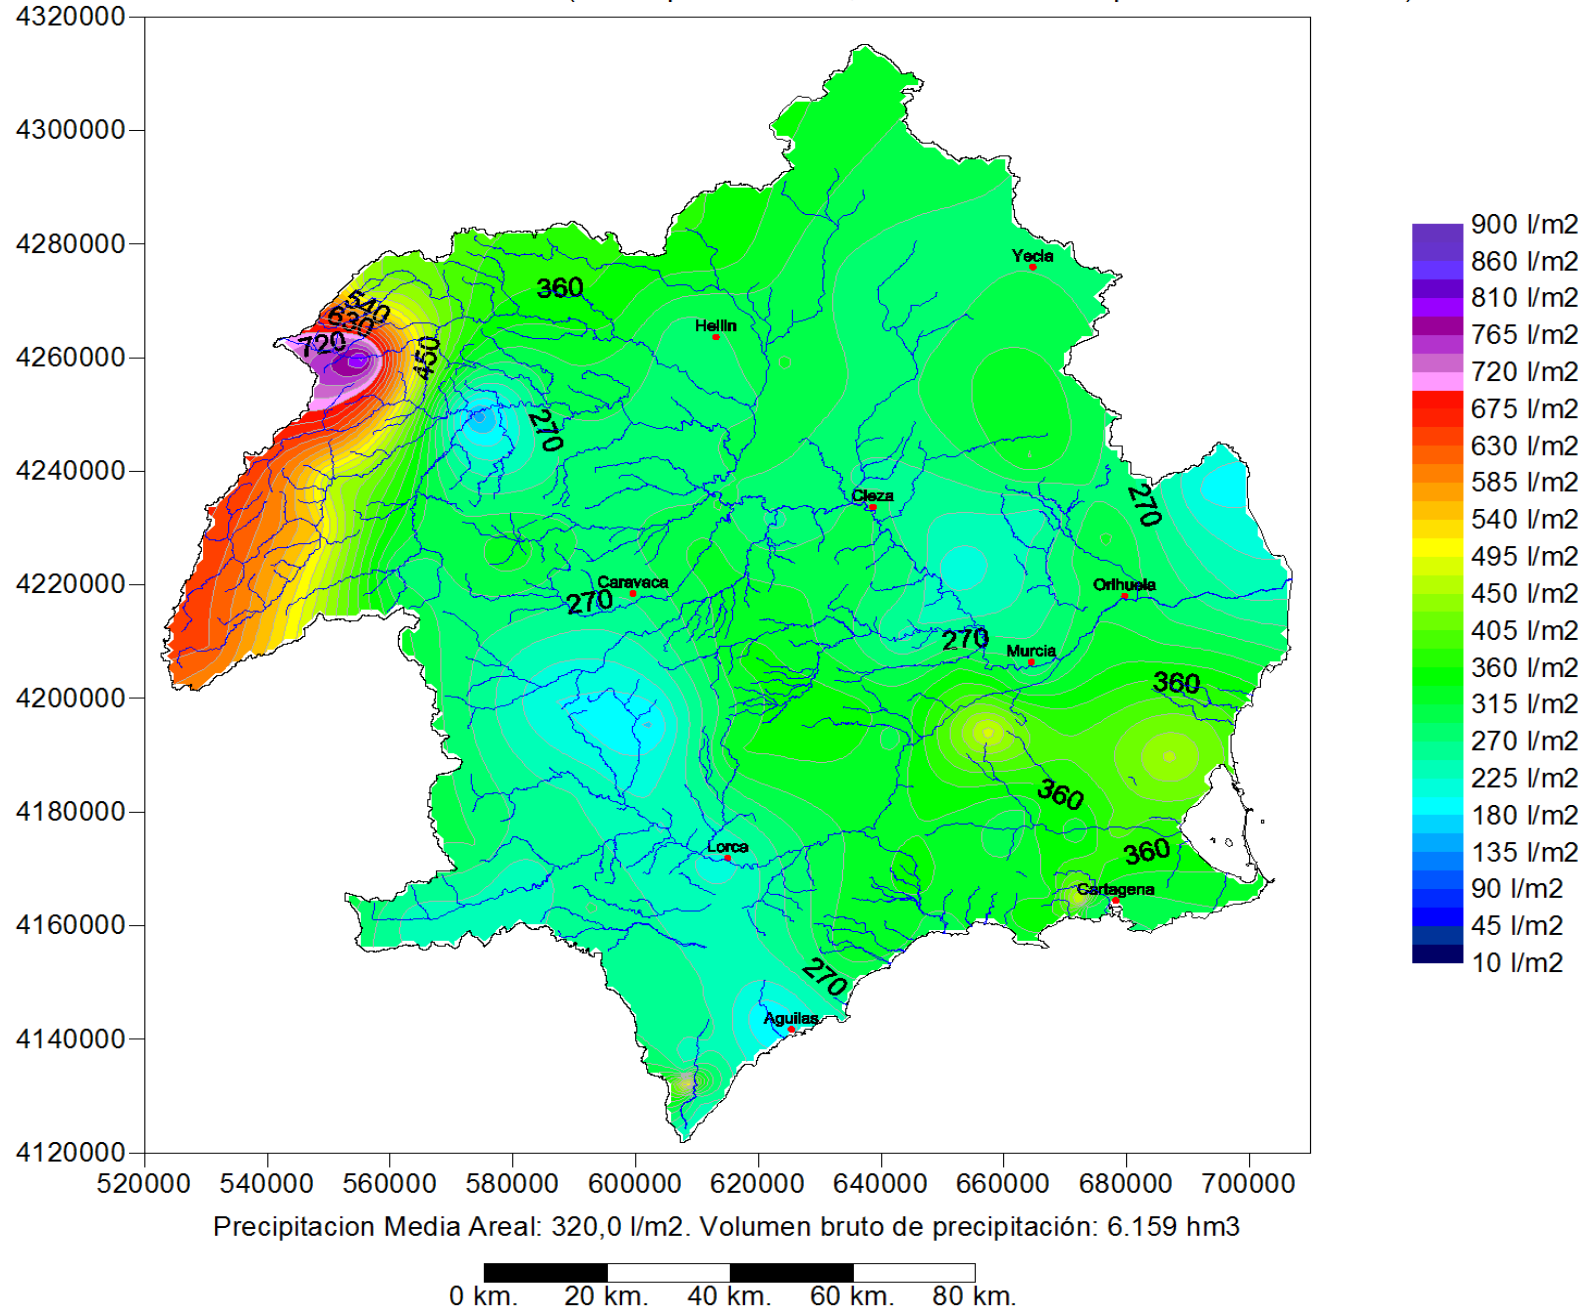 4320000
4300000
4280000
4260000
4240000
4220000
4200000
4180000
4160000
4140000
4120000
520000 540000 560000 580000 600000 620000 640000 660000 680000 700000
Yecla
360
540
630
720
450
Hellin
270
Cieza
270
Caravaca
270
Orihuela
270
Murcia
360
360
Lorca
360
Cartagena
270
Aguilas
900 l/m2
860 l/m2
810 l/m2
765 l/m2
720 l/m2
675 l/m2
630 l/m2
585 l/m2
540 l/m2
495 l/m2
450 l/m2
405 l/m2
360 l/m2
315 l/m2
270 l/m2
225 l/m2
180 l/m2
135 l/m2
90 l/m2
45 l/m2
10 l/m2
Precipitacion Media Areal: 320,0 l/m2. Volumen bruto de precipitación: 6.159 hm3
0 km. 20 km. 40 km. 60 km. 80 km.